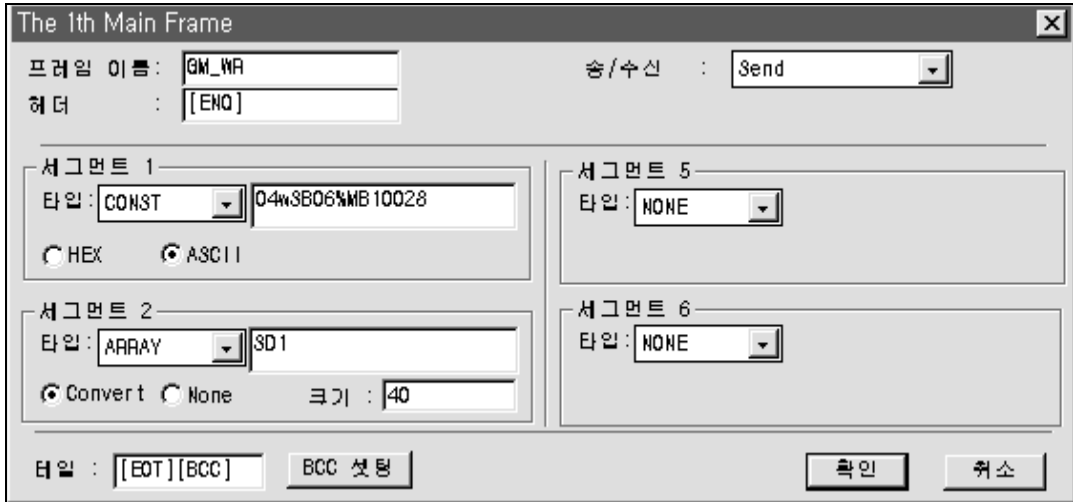 The 1th Main Frame
프레임 이름: GM_WR
송/수신 : Send
헤더 : [ENQ]
세그먼트 1
타입: CONST 04wSB06%MB10028
HEX ASCII
세그먼트 2
타입: ARRAY SD1
Convert None 크기 : 40
세그먼트 5
타입: NONE
세그먼트 6
타입: NONE
테일 : [EOT][BCC] BCC 셋팅 확인 취소